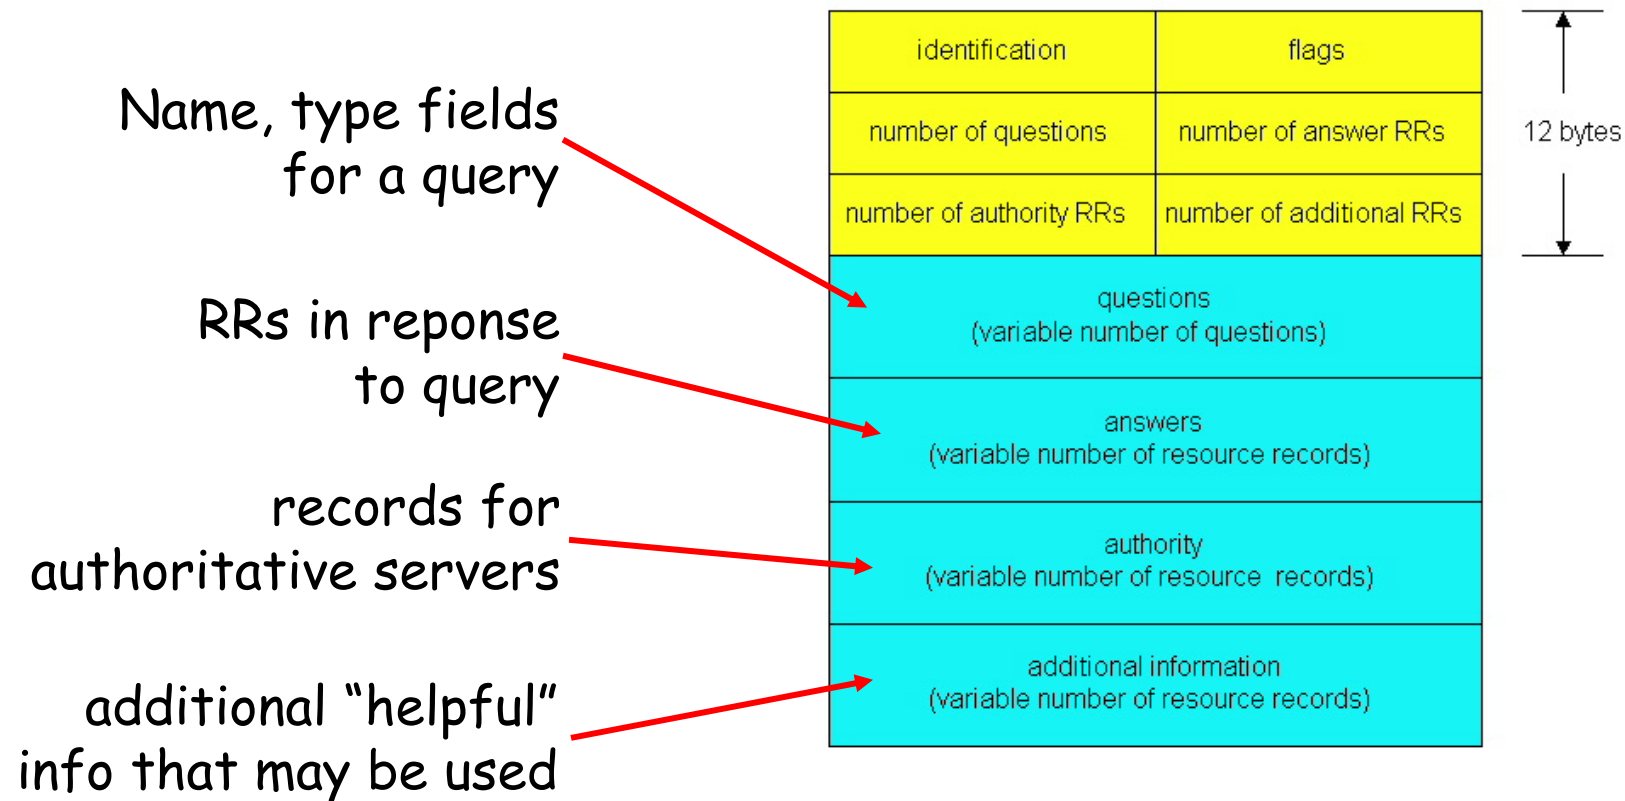 Name, type fields
for a query
RRs in reponse
to query
records for
authoritative servers
additional “helpful”
info that may be used
identification
flags
number of questions
number of answer RRs
number of authority RRs
number of additional RRs
12 bytes
questions
(variable number of questions)
answers
(variable number of resource records)
authority
(variable number of resource records)
additional information
(variable number of resource records)